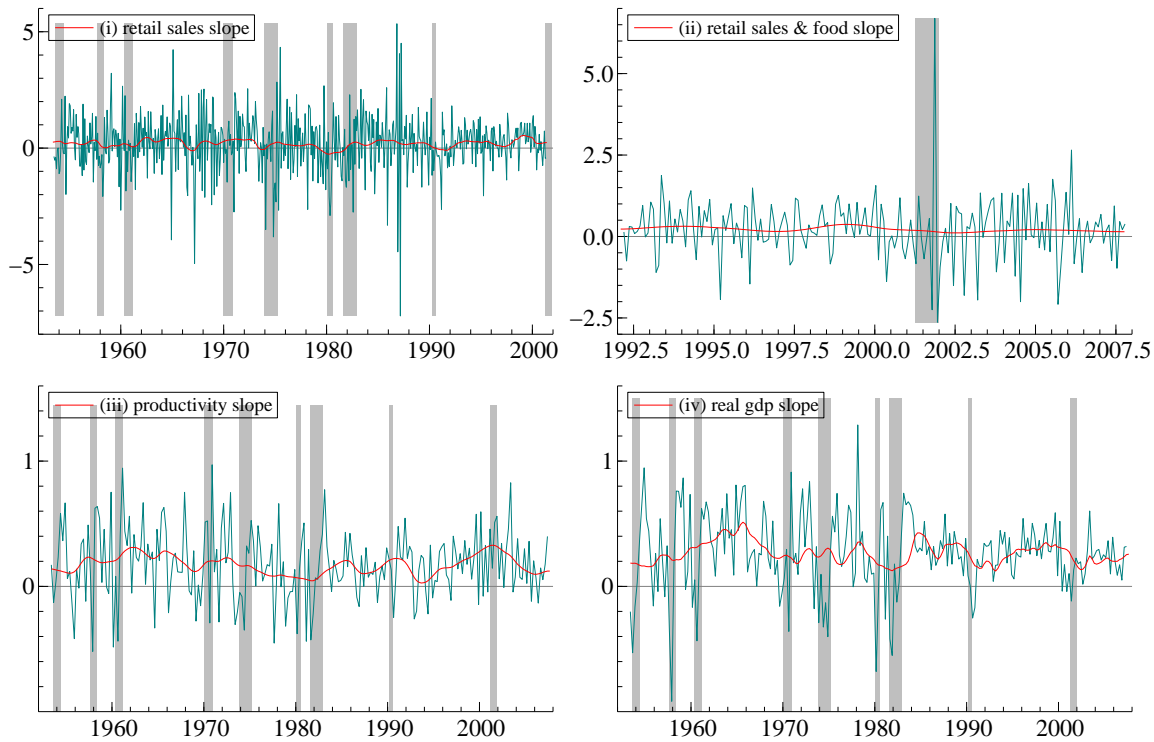 (i) retail sales slope
5
0
−5
1960 1970 1980 1990 2000
(ii) retail sales & food slope
5.0
2.5
0.0
−2.5
1992.5 1995.0 1997.5 2000.0 2002.5 2005.0 2007.5
(iii) productivity slope
1
0
1960 1970 1980 1990 2000
(iv) real gdp slope
1
0
1960 1970 1980 1990 2000